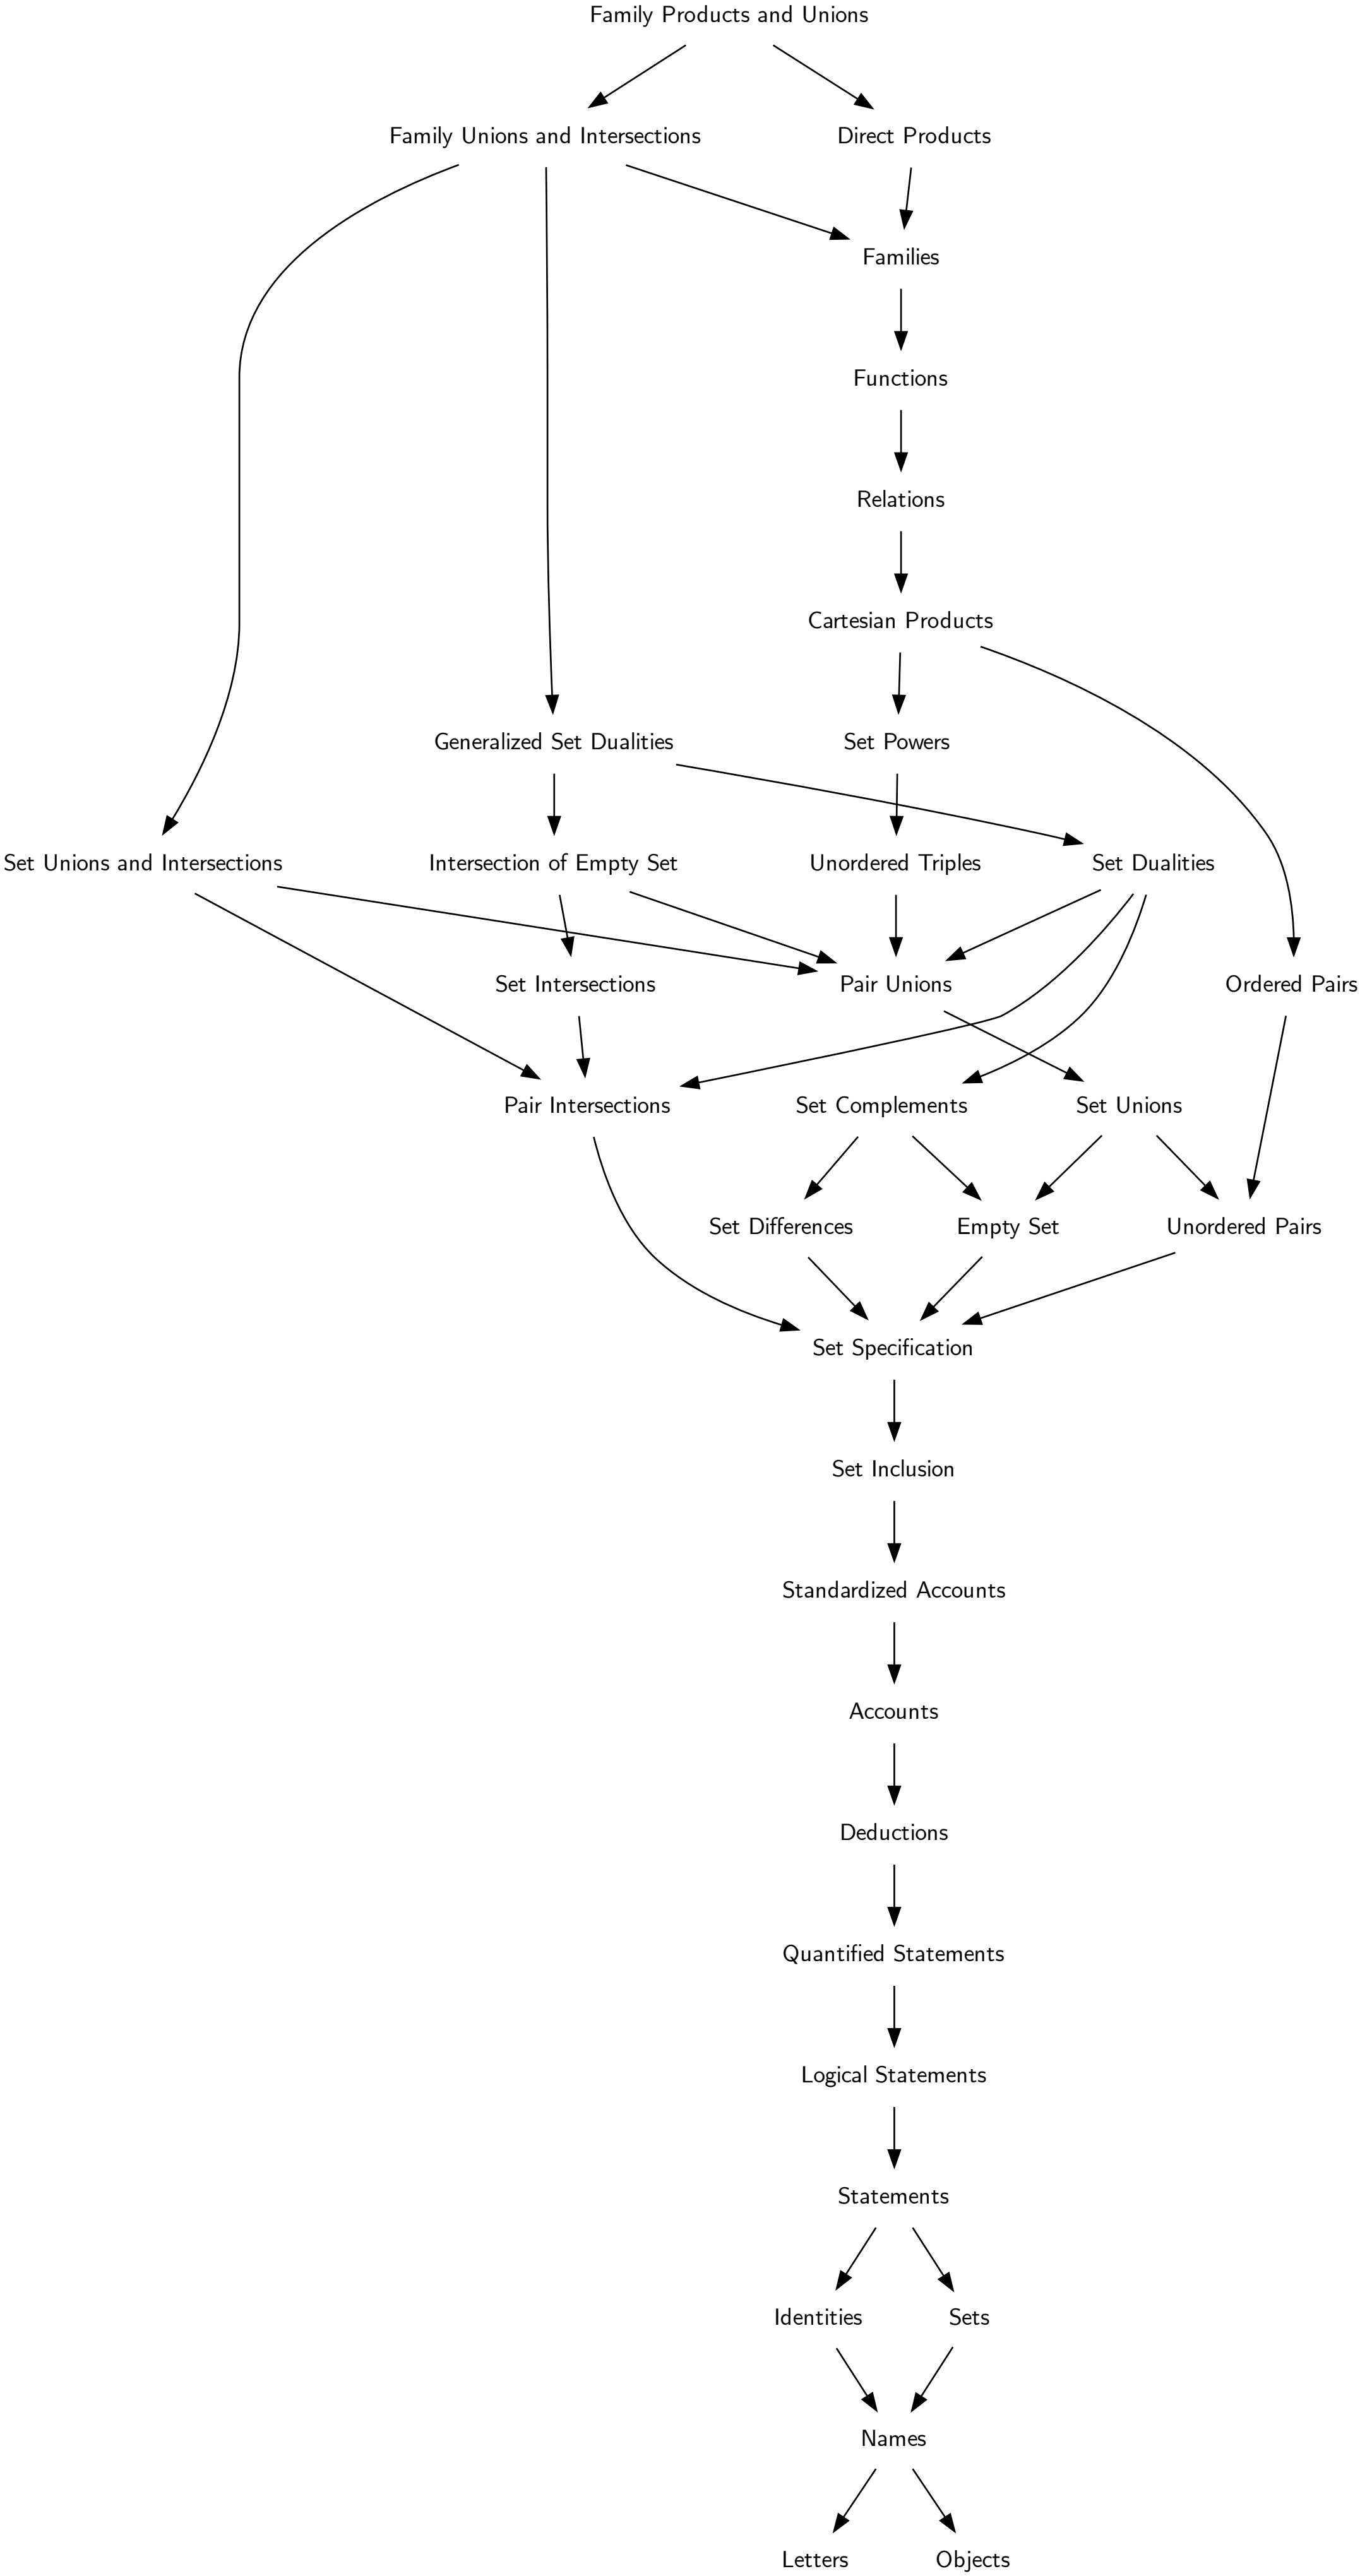 Family Products and Unions
Family Unions and Intersections
Direct Products
Families
Functions
Relations
Cartesian Products
Generalized Set Dualities
Set Powers
Set Unions and Intersections
Intersection of Empty Set
Unordered Triples
Set Dualities
Set Intersections
Pair Unions
Ordered Pairs
Pair Intersections
Set Complements
Set Unions
Set Differences
Empty Set
Unordered Pairs
Set Specification
Set Inclusion
Standardized Accounts
Accounts
Deductions
Quantified Statements
Logical Statements
Statements
Identities
Sets
Names
Letters
Objects